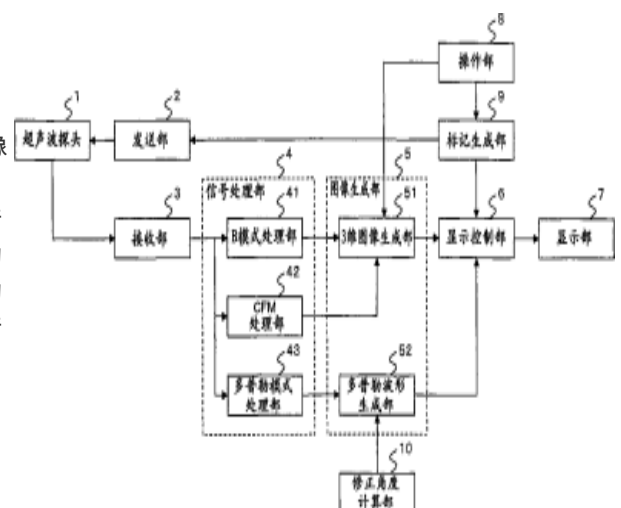 8
操作部
1
2
9
超声波探头
发送部
标记生成部
像
4
5
信号处理部
图像生成部
3
41
51
6
7
接收部
B模式处理部
3维图像生成部
显示控制部
显示部
42
CFM
处理部
43
52
多普勒模式
处理部
多普勒波形
生成部
10
修正角度
计算部